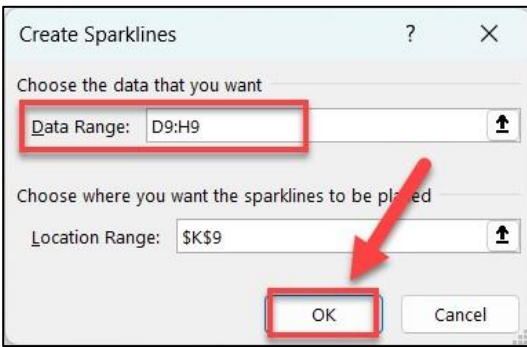 Create Sparklines ?
Choose the data that you want
Data Range: D9:H9
Choose where you want the sparklines to be placed
Location Range: $K$9
OK Cancel